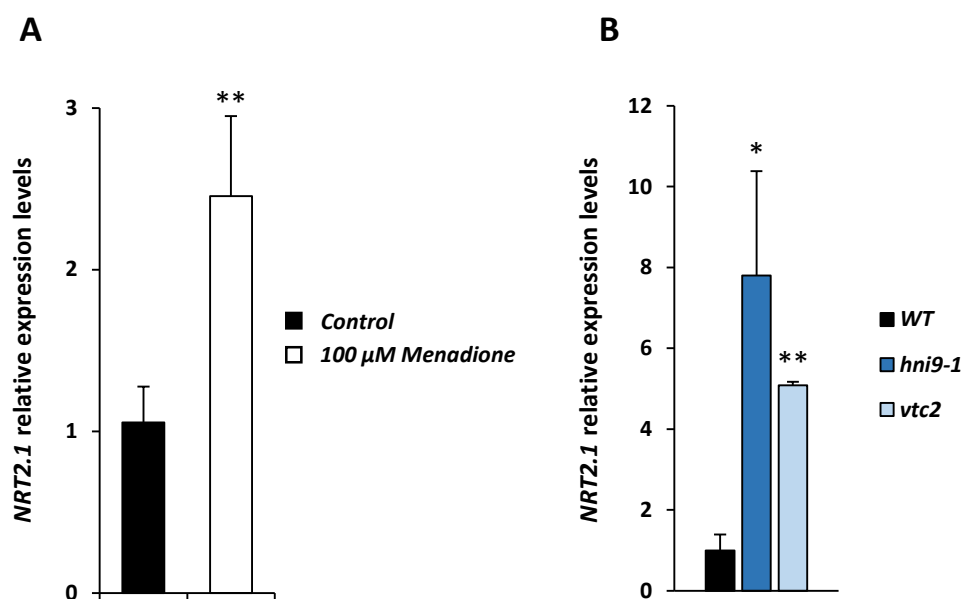 A
NRT2.1 relative expression levels
3
2
1
0
**
Control
100 µM Menadione
B
NRT2.1 relative expression levels
12
10
8
6
4
2
0
*
**
WT
hni9-1
vtc2